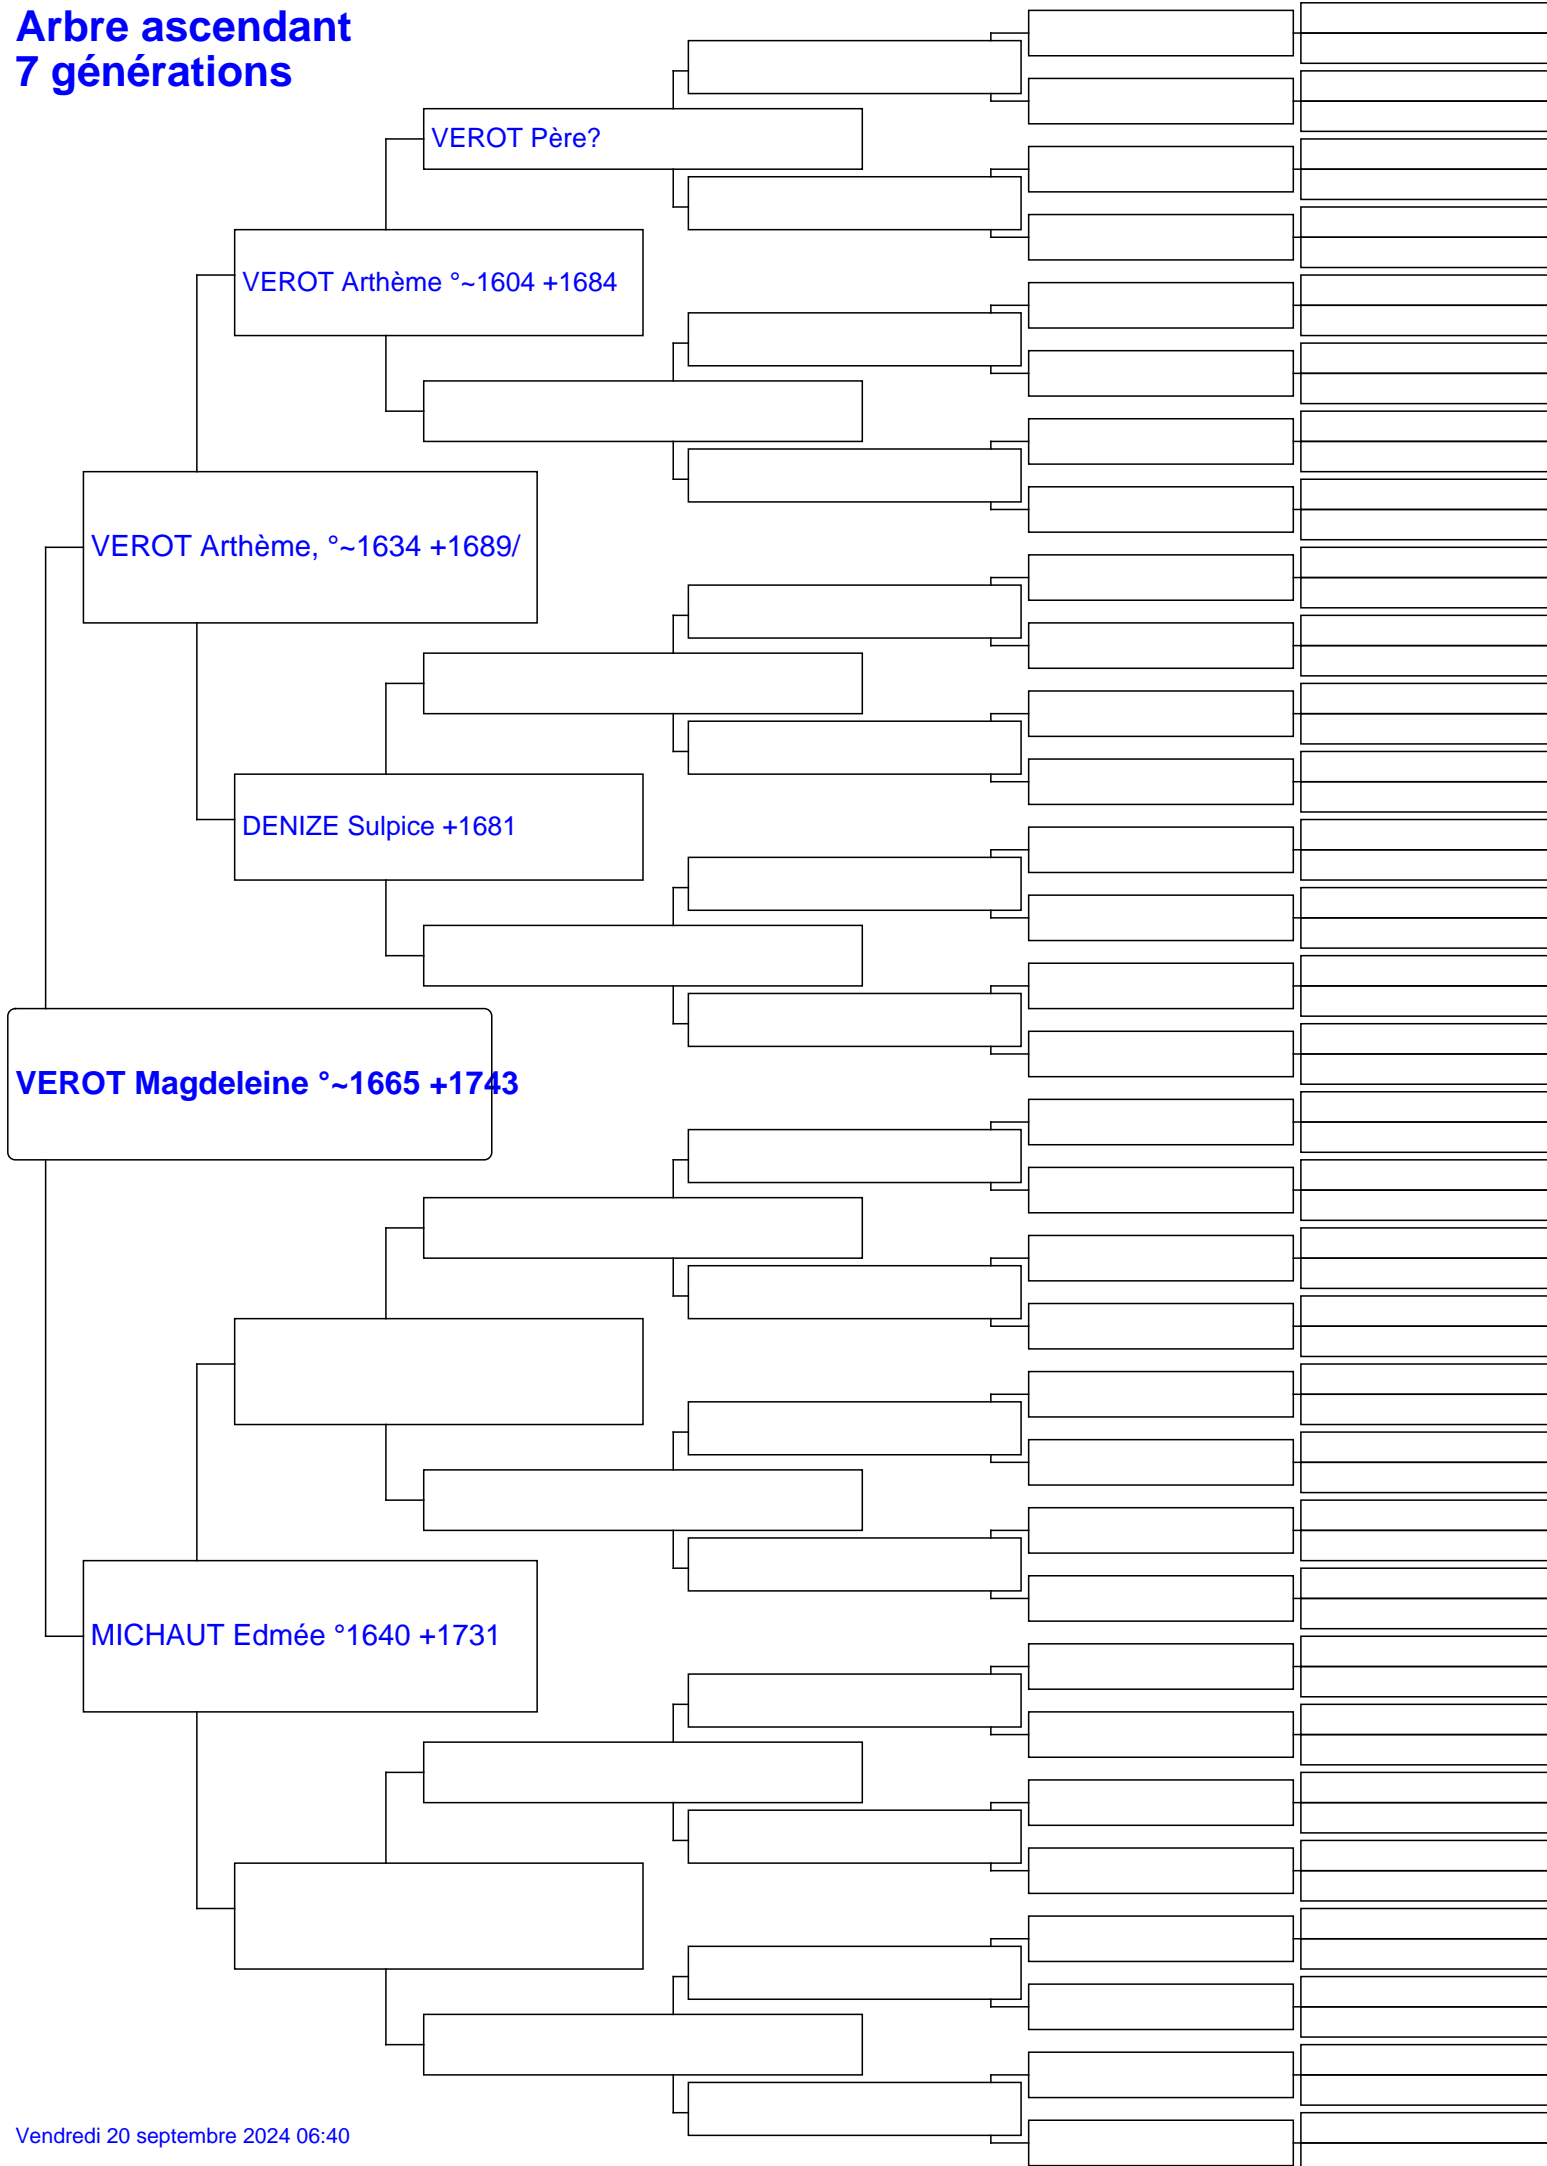 Arbre ascendant
7 générations
VEROT Père?
VEROT Arthème °~1604 +1684
VEROT Arthème, °~1634 +1689/
DENIZE Sulpice +1681
VEROT Magdeleine °~1665 +1743
MICHAUT Edmée °1640 +1731
Vendredi 20 septembre 2024 06:40